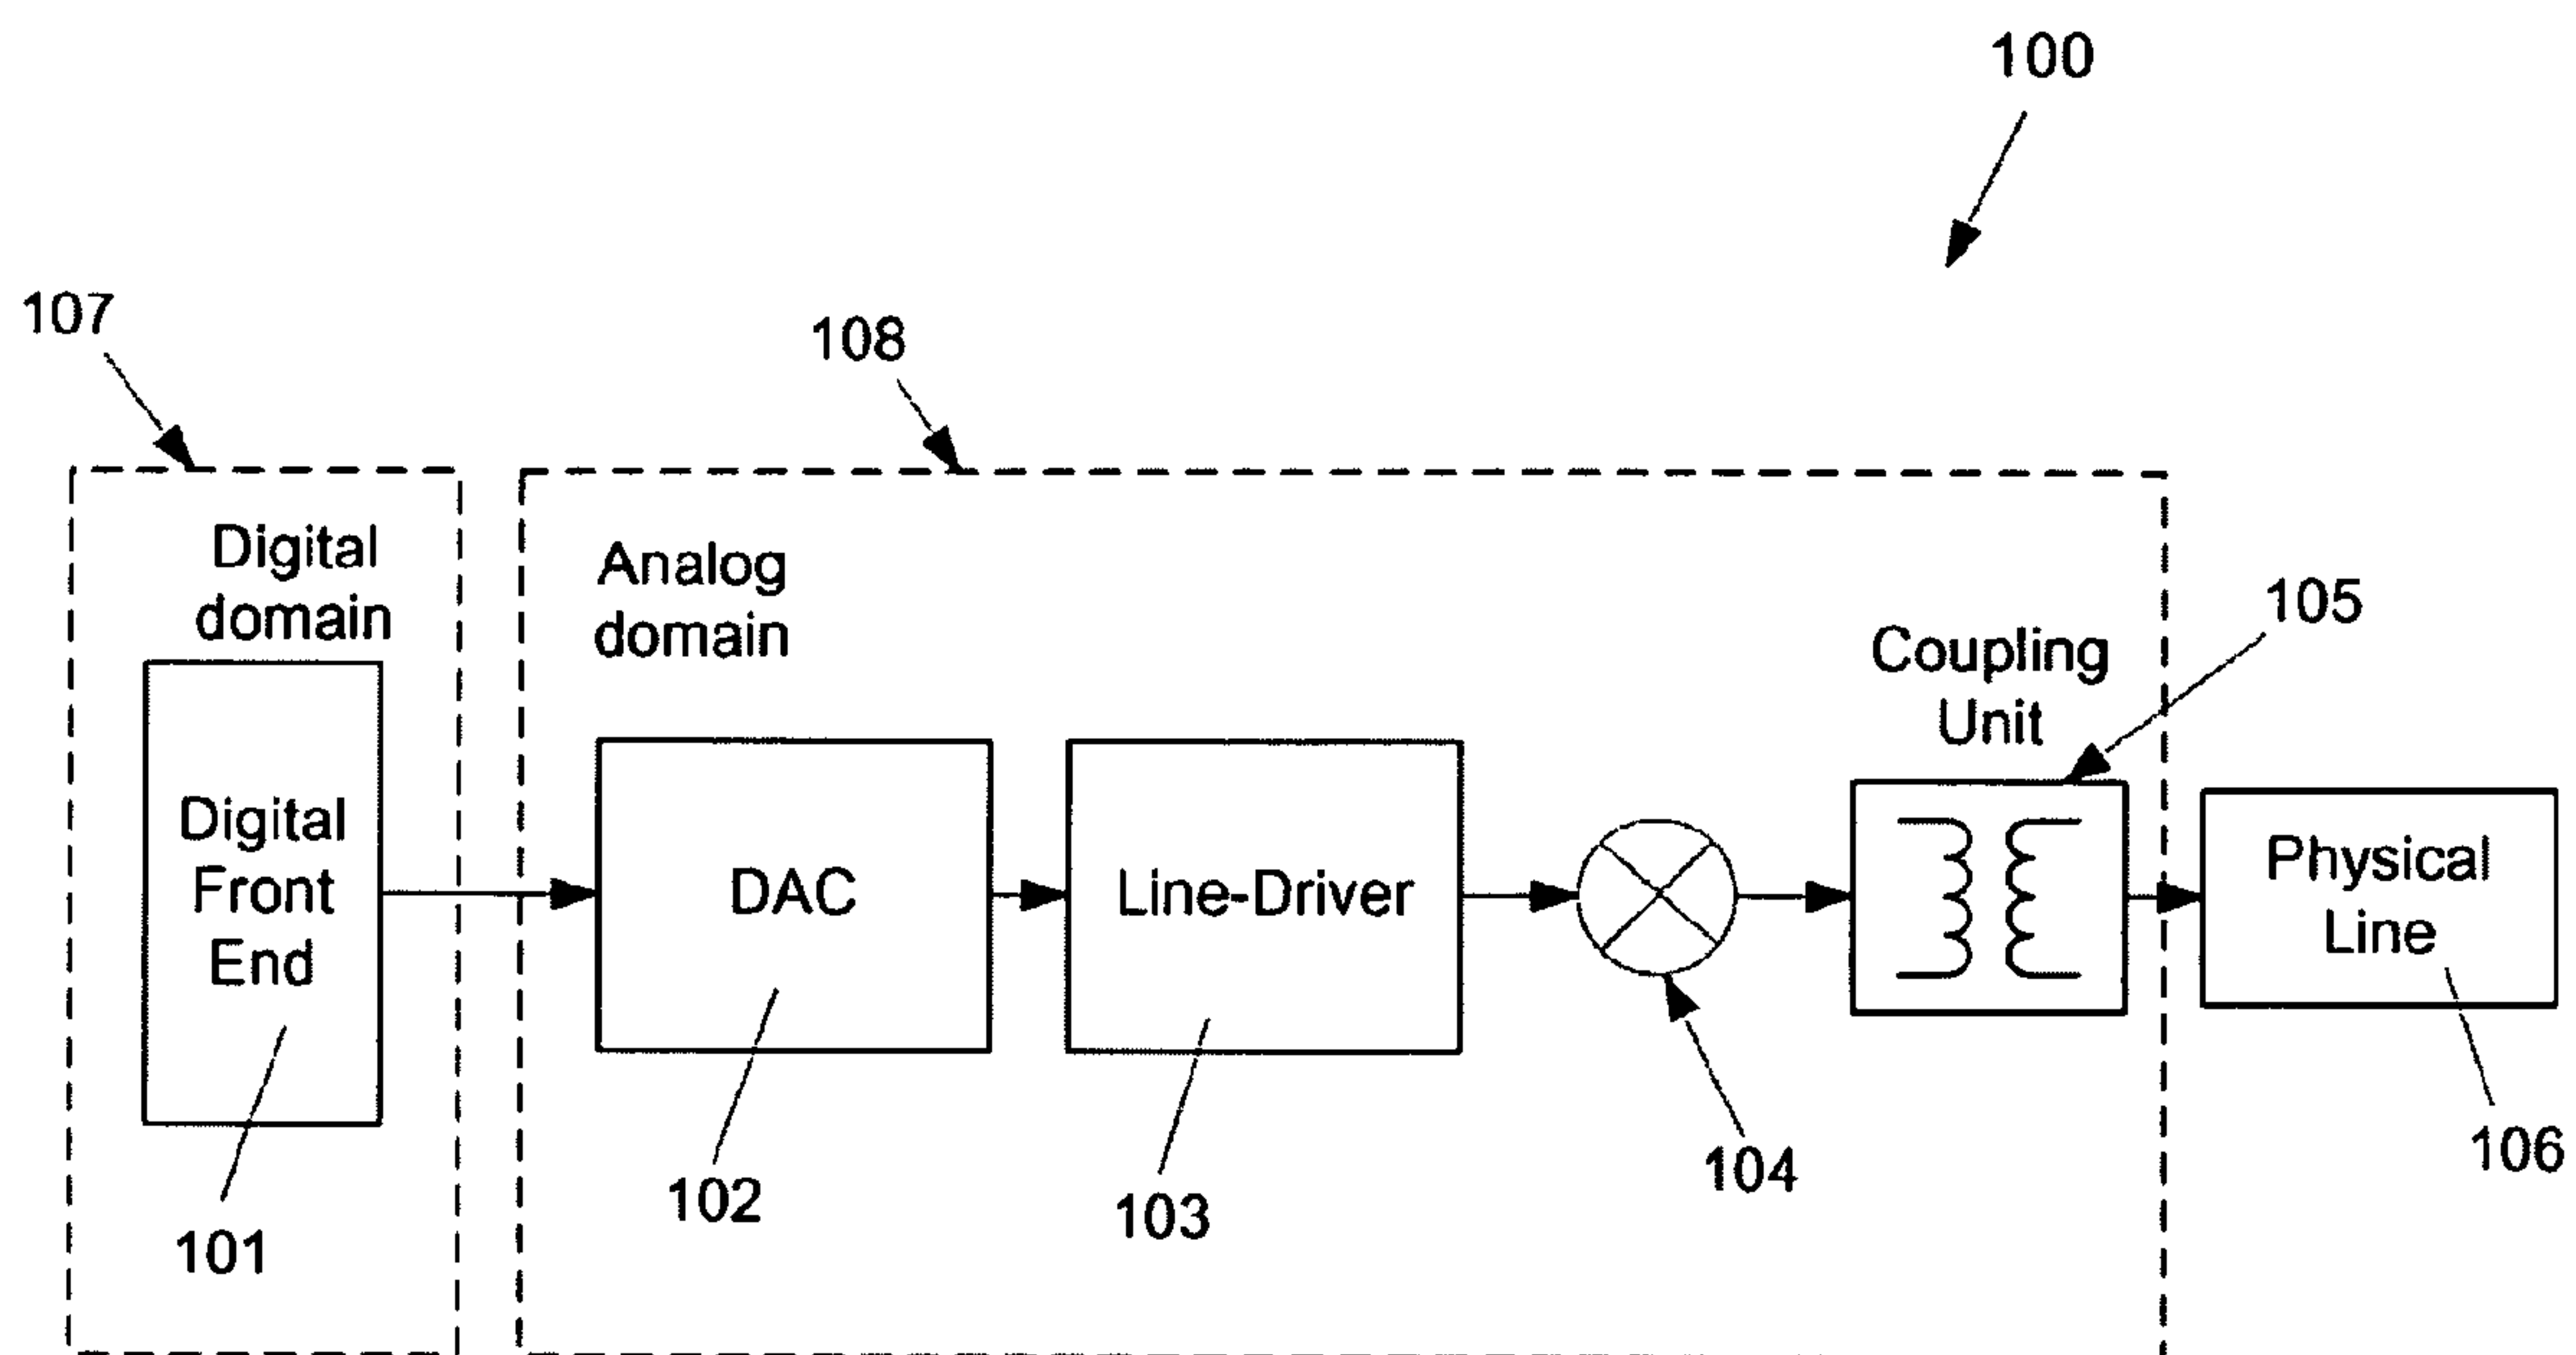 100
107
108
Digital
domain
Analog
domain
105
Coupling
Unit
Digital
Front
End
DAC
Line-Driver
Physical
Line
101
102
103
104
106